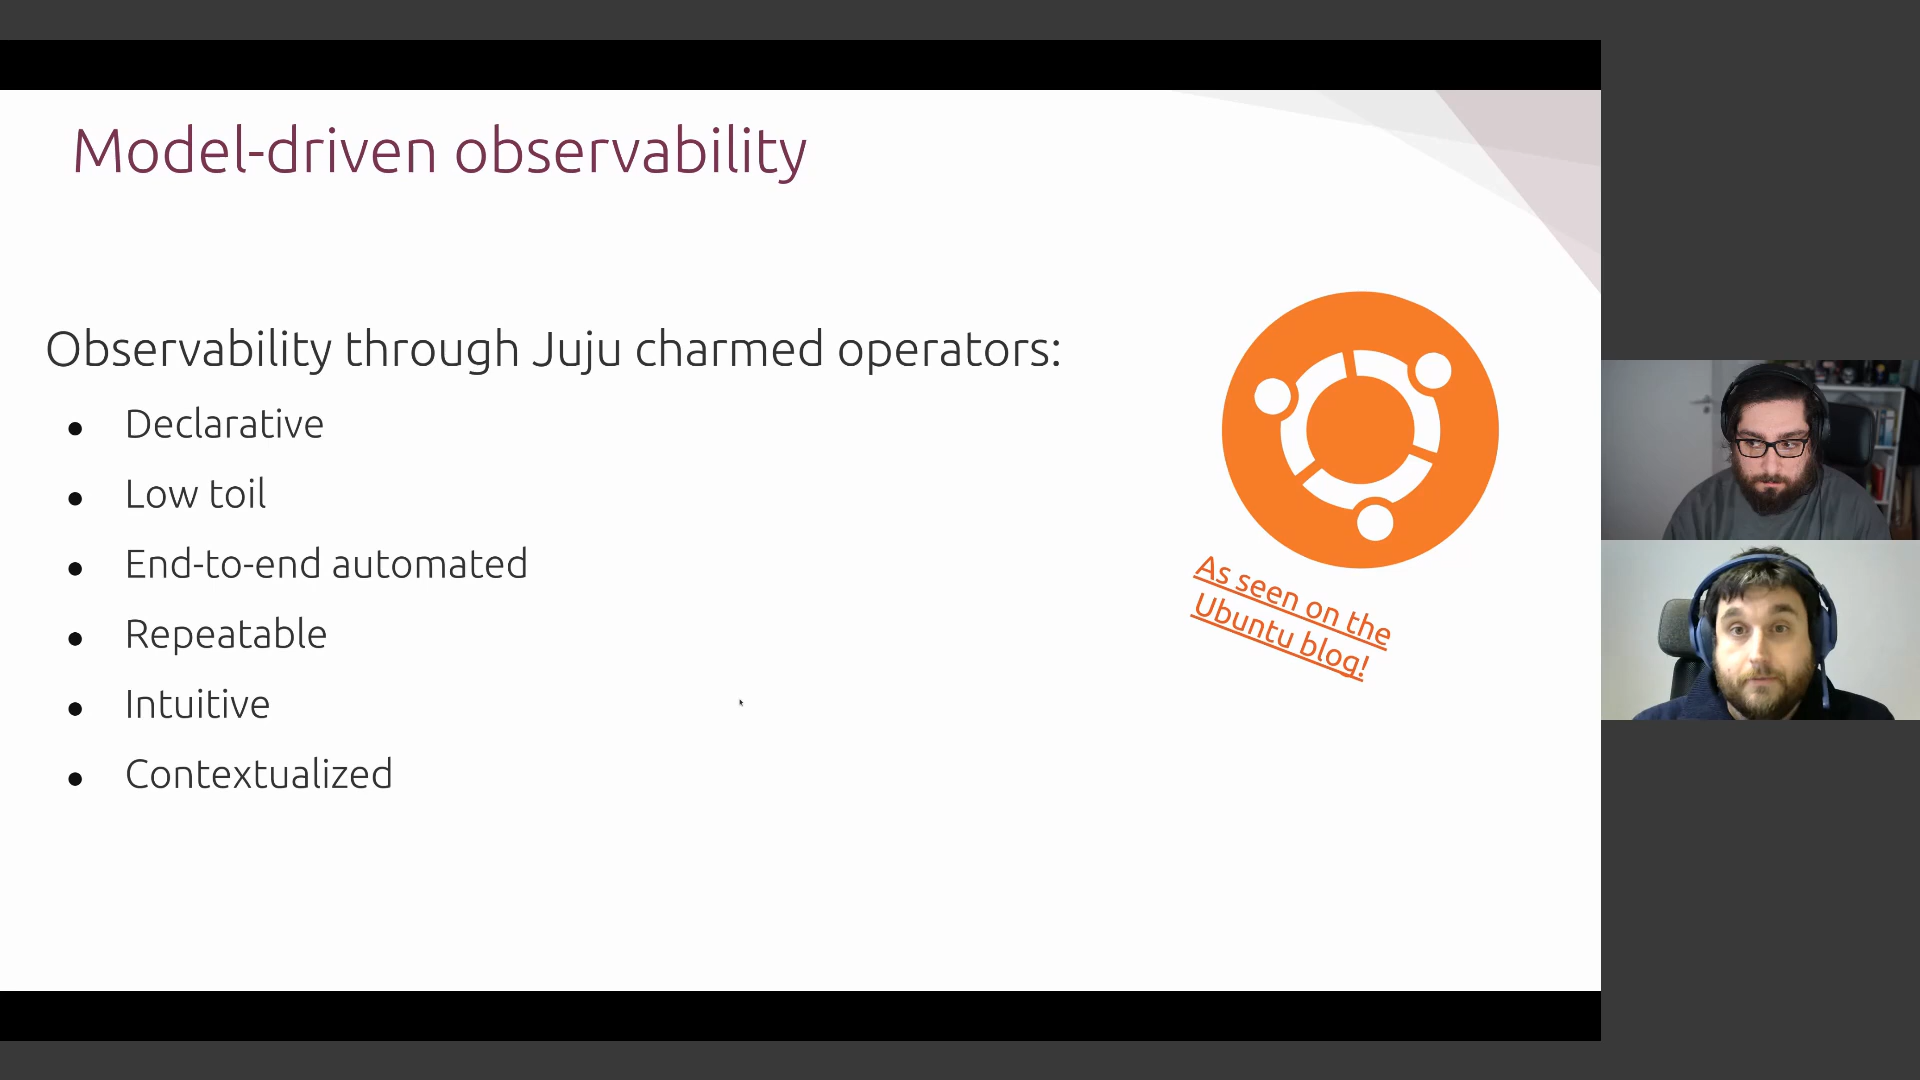 Model-driven observability
Observability through Juju charmed operators:
● Declarative
● Low toil
● End-to-end automated
● Repeatable
● Intuitive
● Contextualized
As seen on the
Ubuntu blog!